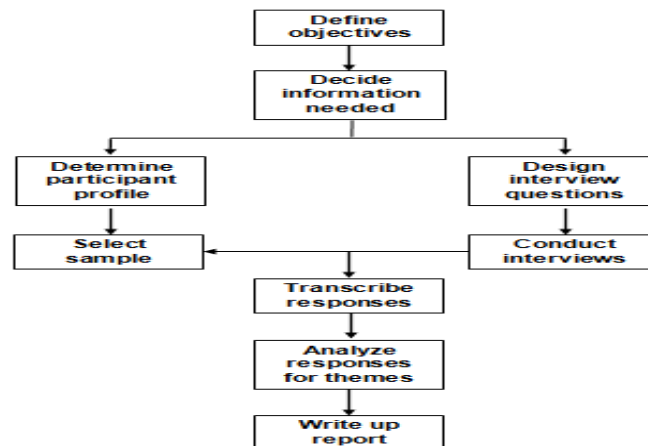 Define
objectives
Decide
information
needed
Determine
participant
profile
Design
interview
questions
Select
sample
Conduct
interviews
Transcribe
responses
Analyze
responses
for themes
Write up
report